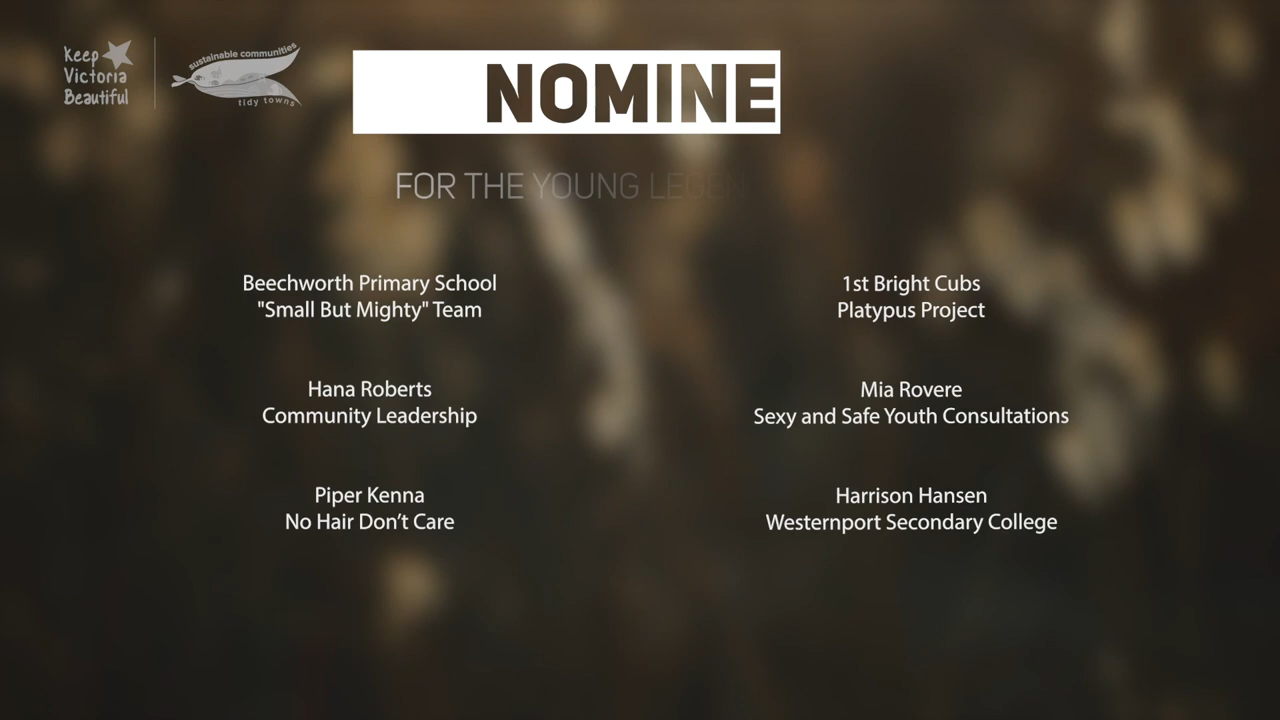 Keep
Victoria
Beautiful
sustainable communities
tidy towns
NOMINE
FOR THE YOUNG LEGEN
Beechworth Primary School
"Small But Mighty" Team
1st Bright Cubs
Platypus Project
Hana Roberts
Community Leadership
Mia Rovere
Sexy and Safe Youth Consultations
Piper Kenna
No Hair Don’t Care
Harrison Hansen
Westernport Secondary College